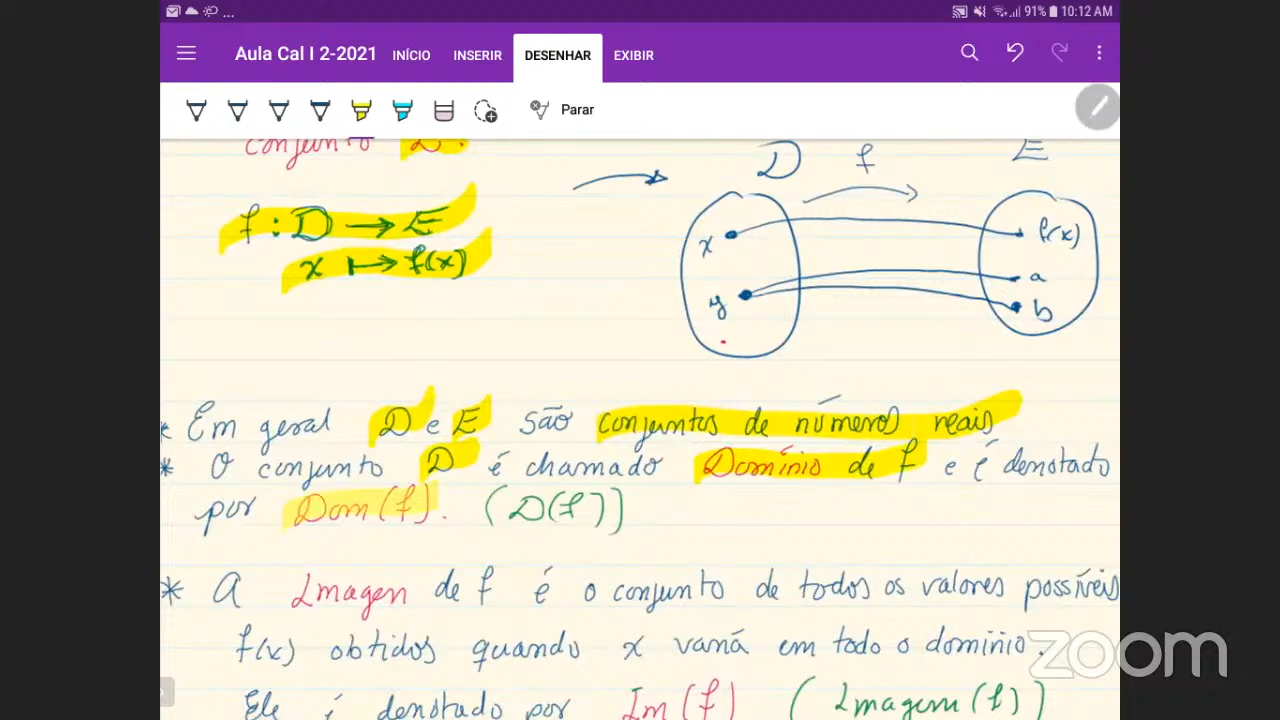 ... 91% 10:12 AM
Aula Cal I 2-2021 INÍCIO INSERIR DESENHAR EXIBIR
Parar
conjunto D.
D f E
f : D → E
x ↦ f(x)
x f(x)
a
y b
* Em geral D e E são conjuntos de números reais
* O conjunto D é chamado Domínio de f e é denotado
por Dom(f). (D(f))
* A Imagen de f é o conjunto de todos os valores possíveis
f(x) obtidos quando x varia em todo o domínio.
Ele é denotado por Im(f) (Imagem(f))
zoom